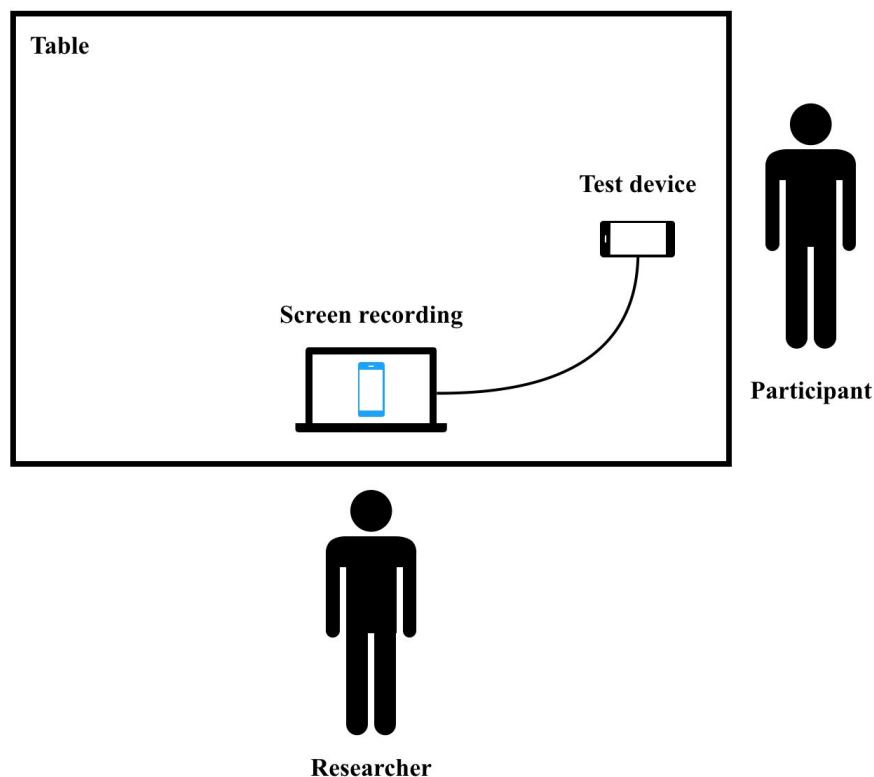 Table
Test device
Screen recording
Participant
Researcher